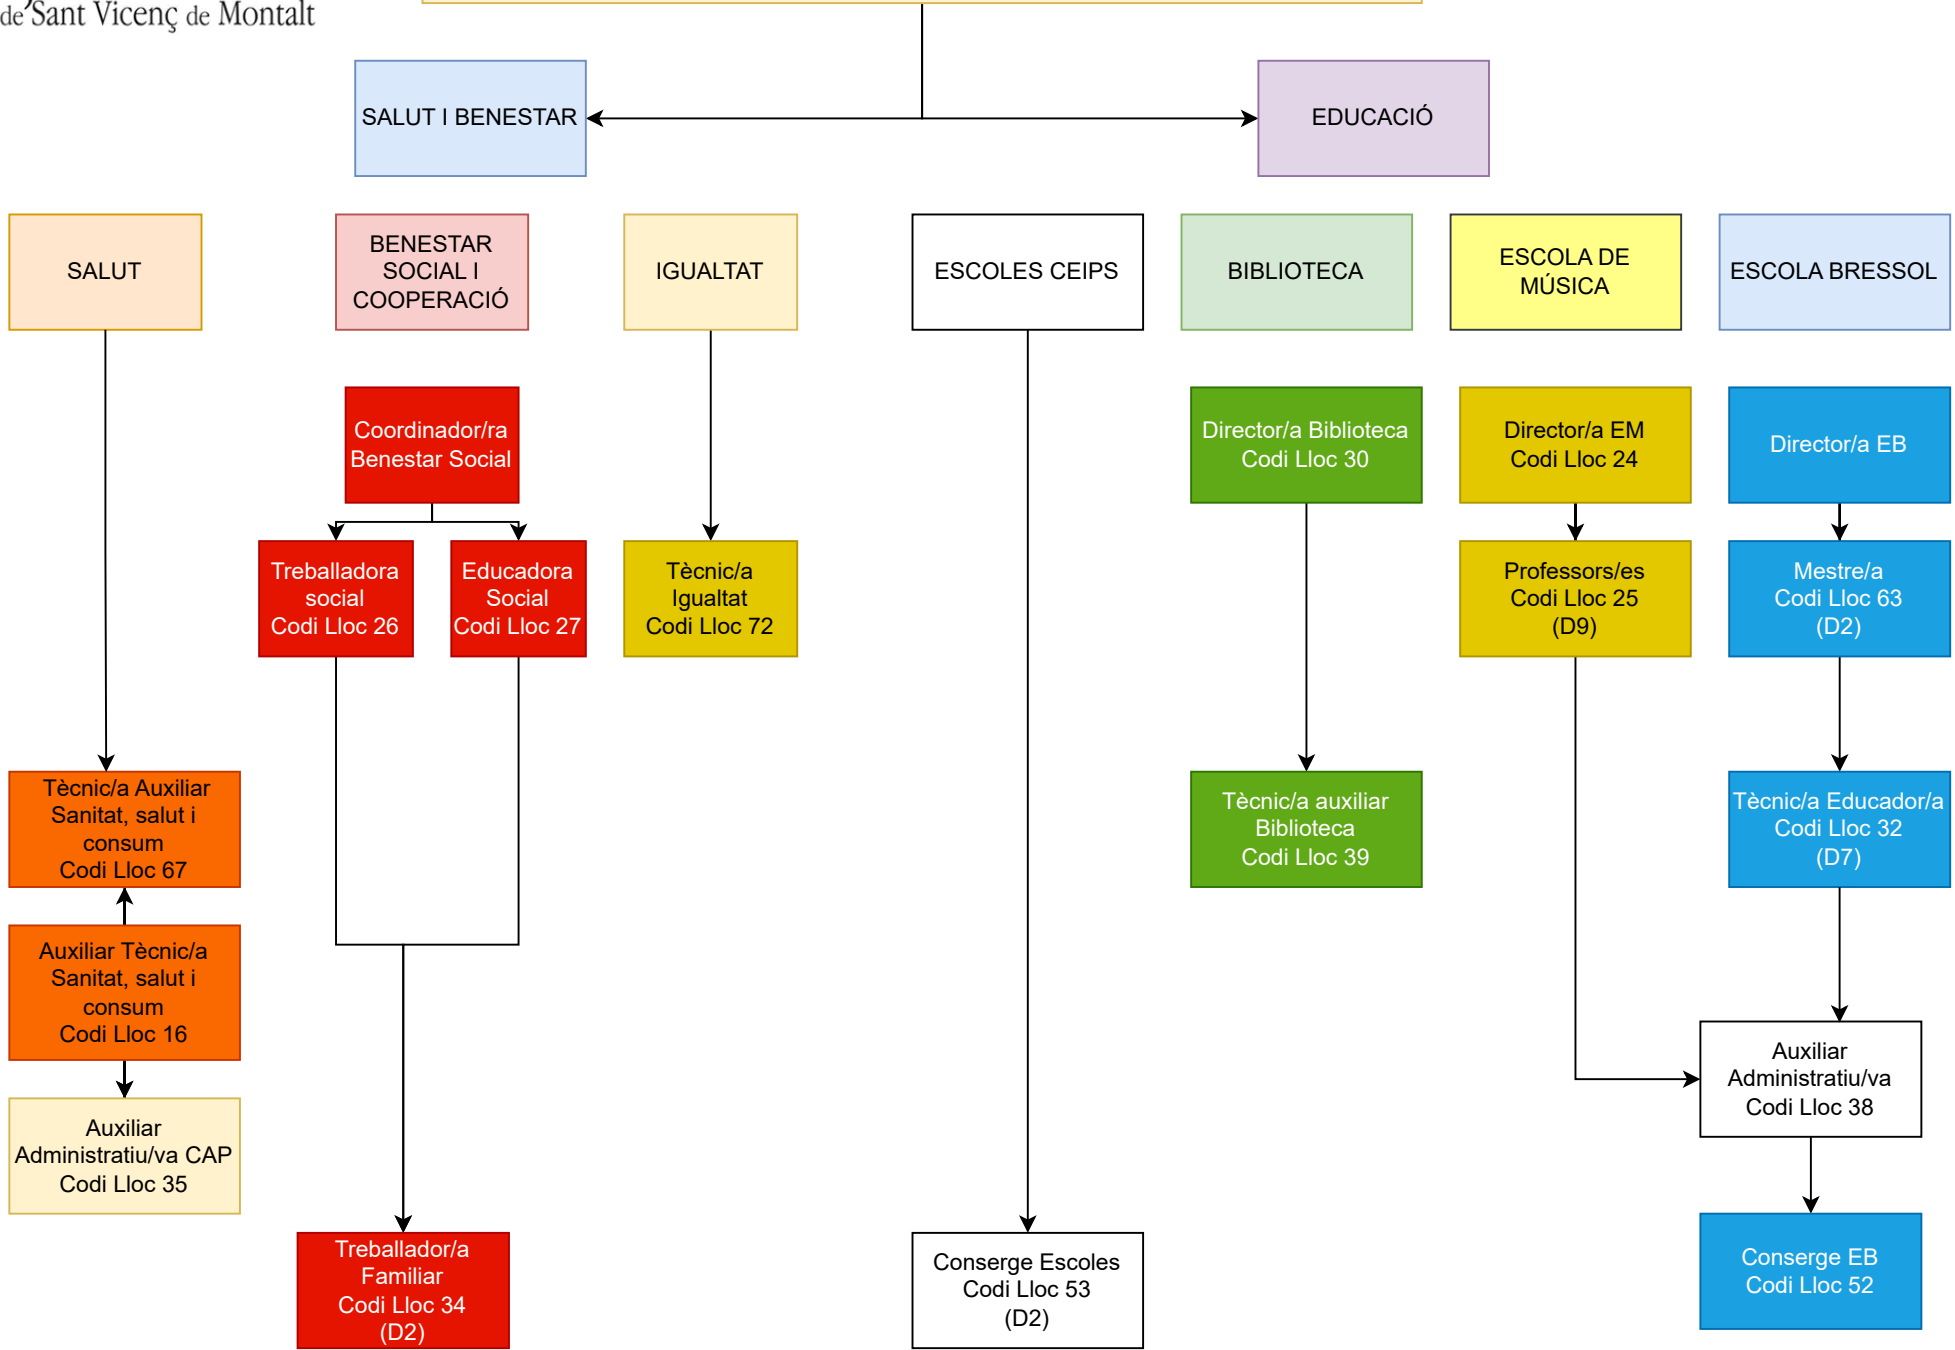 de Sant Vicenç de Montalt
SALUT I BENESTAR
EDUCACIÓ
SALUT
BENESTAR
SOCIAL I
COOPERACIÓ
IGUALTAT
ESCOLES CEIPS
BIBLIOTECA
ESCOLA DE
MÚSICA
ESCOLA BRESSOL
Coordinador/ra
Benestar Social
Director/a Biblioteca
Codi Lloc 30
Director/a EM
Codi Lloc 24
Director/a EB
Treballadora
social
Codi Lloc 26
Educadora
Social
Codi Lloc 27
Tècnic/a
Igualtat
Codi Lloc 72
Professors/es
Codi Lloc 25
(D9)
Mestre/a
Codi Lloc 63
(D2)
Tècnic/a Auxiliar
Sanitat, salut i
consum
Codi Lloc 67
Tècnic/a auxiliar
Biblioteca
Codi Lloc 39
Tècnic/a Educador/a
Codi Lloc 32
(D7)
Auxiliar Tècnic/a
Sanitat, salut i
consum
Codi Lloc 16
Auxiliar
Administratiu/va
Codi Lloc 38
Auxiliar
Administratiu/va CAP
Codi Lloc 35
Treballador/a
Familiar
Codi Lloc 34
(D2)
Conserge Escoles
Codi Lloc 53
(D2)
Conserge EB
Codi Lloc 52